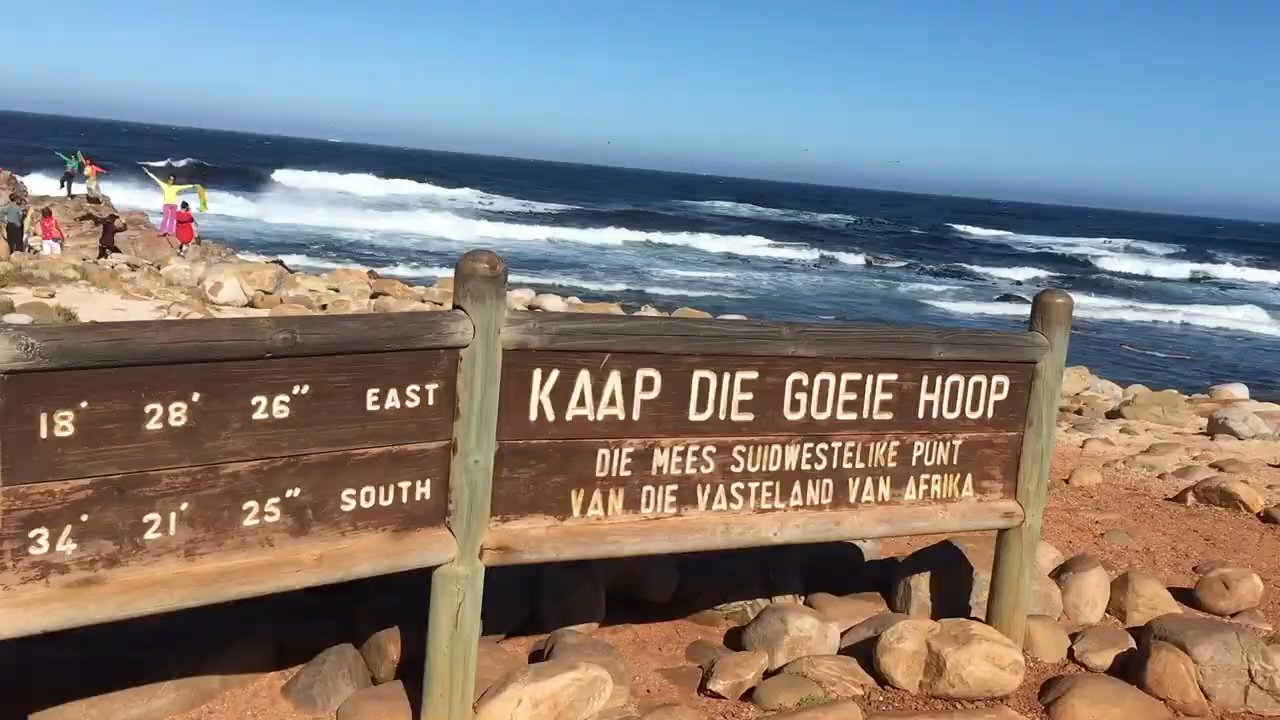 18° 28' 26" EAST
34° 21' 25" SOUTH
KAAP DIE GOEIE HOOP
DIE MEES SUIDWESTELIKE PUNT
VAN DIE VASTELAND VAN AFRIKA